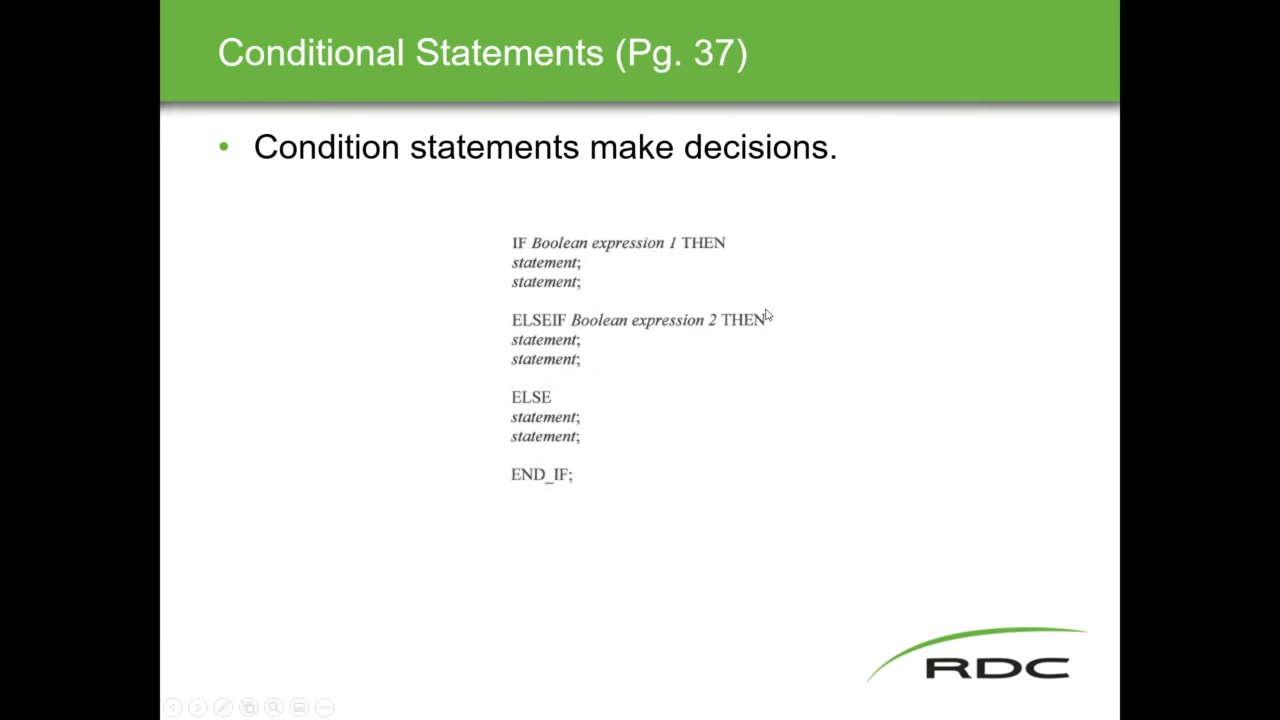 Conditional Statements (Pg. 37)
• Condition statements make decisions.
IF Boolean expression 1 THEN
statement;
statement;
ELSEIF Boolean expression 2 THEN
statement;
statement;
ELSE
statement;
statement;
END_IF;
RDC